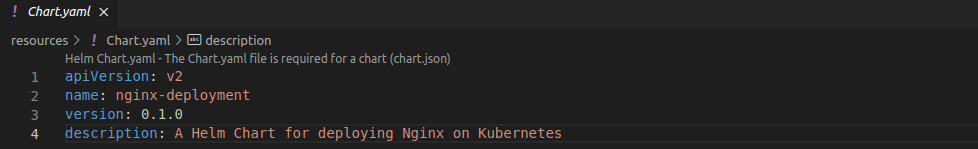 ! Chart.yaml ×
resources > ! Chart.yaml > abc description
Helm Chart.yaml - The Chart.yaml file is required for a chart (chart.json)
1 apiVersion: v2
2 name: nginx-deployment
3 version: 0.1.0
4 description: A Helm Chart for deploying Nginx on Kubernetes